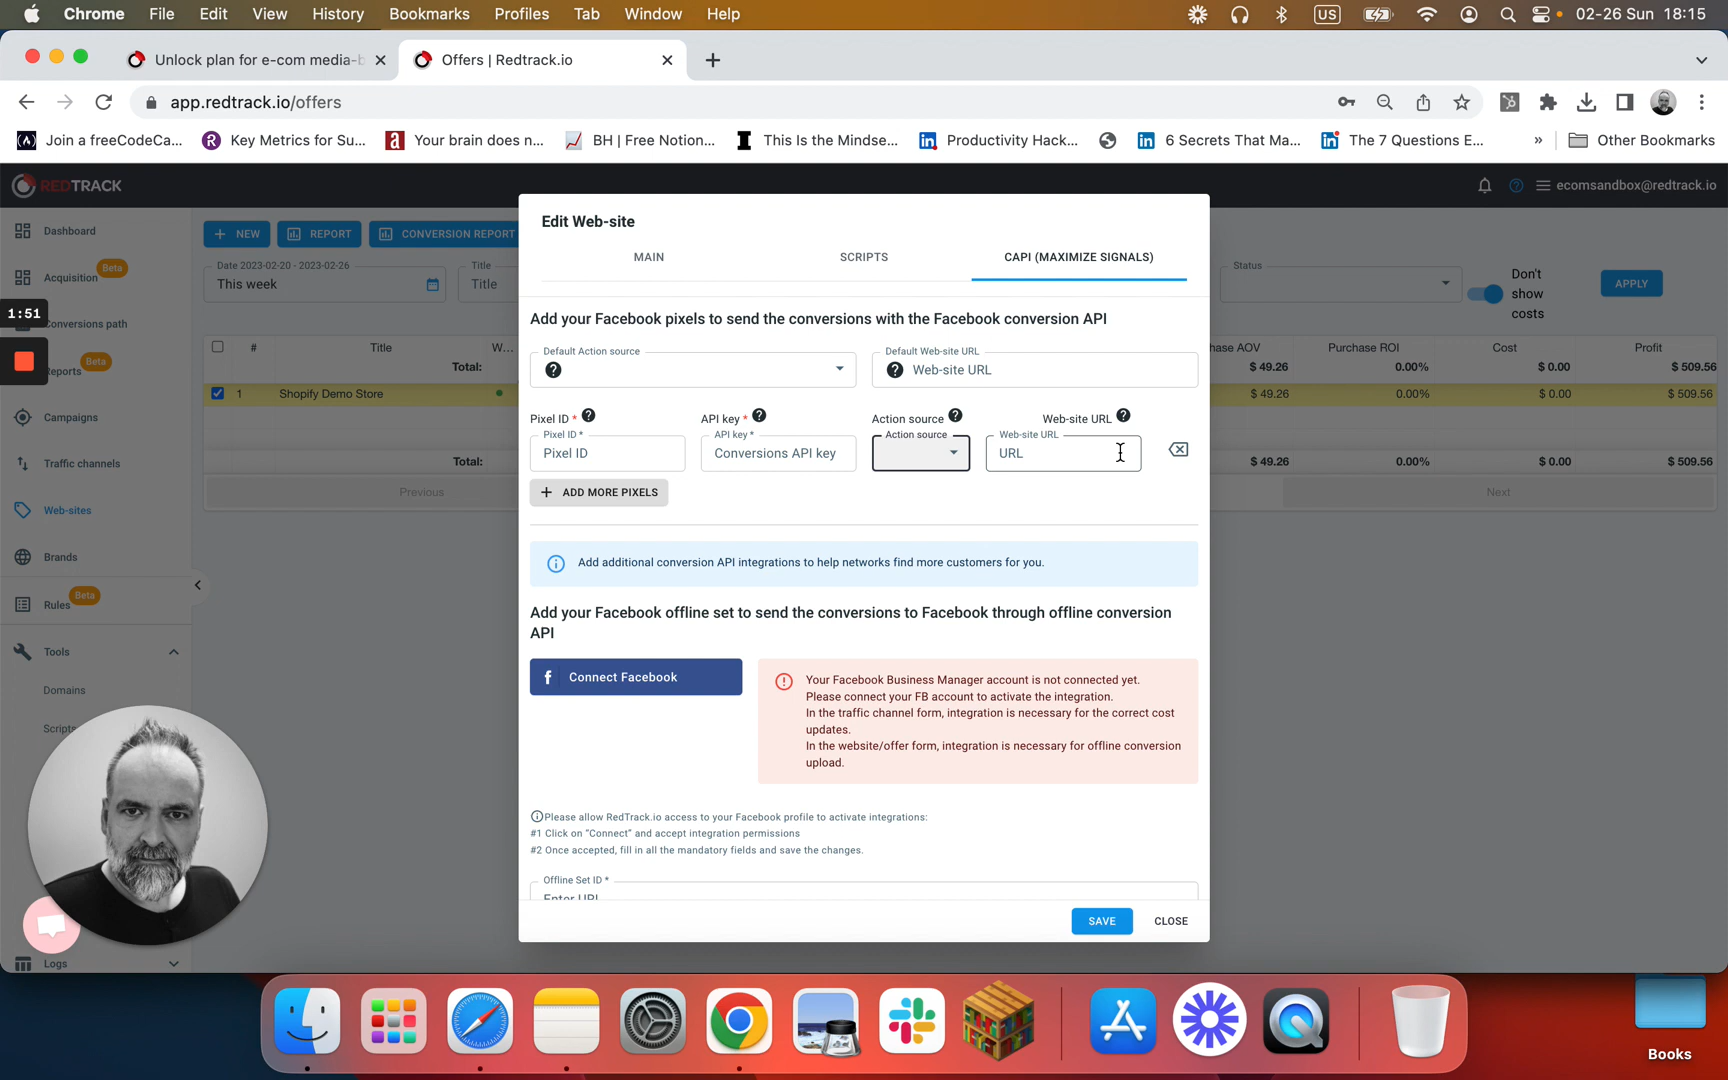 Chrome File Edit View History Bookmarks Profiles Tab Window Help US 02-26 Sun 18:15
Unlock plan for e-com media-b
Offers | Redtrack.io
app.redtrack.io/offers
Join a freeCodeCa... Key Metrics for Su... Your brain does n... BH | Free Notion... This Is the Mindse... Productivity Hack... 6 Secrets That Ma... The 7 Questions E... » Other Bookmarks
REDTRACK
ecomsandbox@redtrack.io
Dashboard
Acquisition Beta
1:51
Conversions path
Reports Beta
Campaigns
Traffic channels
Web-sites
Brands
Rules Beta
Tools
Domains
Scripts
Logs
+ NEW REPORT CONVERSION REPORT
Date 2023-02-20 - 2023-02-26
This week
Title
Title
Status
Don't
show
costs
APPLY
# Title W... hase AOV Purchase ROI Cost Profit
Total: $ 49.26 0.00% $ 0.00 $ 509.56
1 Shopify Demo Store $ 49.26 0.00% $ 0.00 $ 509.56
Total: $ 49.26 0.00% $ 0.00 $ 509.56
Previous Next
Edit Web-site
MAIN SCRIPTS CAPI (MAXIMIZE SIGNALS)
Add your Facebook pixels to send the conversions with the Facebook conversion API
Default Action source
Default Web-site URL
Web-site URL
Pixel ID * API key * Action source Web-site URL
Pixel ID * API key * Action source Web-site URL
Pixel ID Conversions API key URL
+ ADD MORE PIXELS
Add additional conversion API integrations to help networks find more customers for you.
Add your Facebook offline set to send the conversions to Facebook through offline conversion
API
f Connect Facebook
Your Facebook Business Manager account is not connected yet.
Please connect your FB account to activate the integration.
In the traffic channel form, integration is necessary for the correct cost
updates.
In the website/offer form, integration is necessary for offline conversion
upload.
Please allow RedTrack.io access to your Facebook profile to activate integrations:
#1 Click on "Connect" and accept integration permissions
#2 Once accepted, fill in all the mandatory fields and save the changes.
Offline Set ID *
Enter URL
SAVE CLOSE
Books